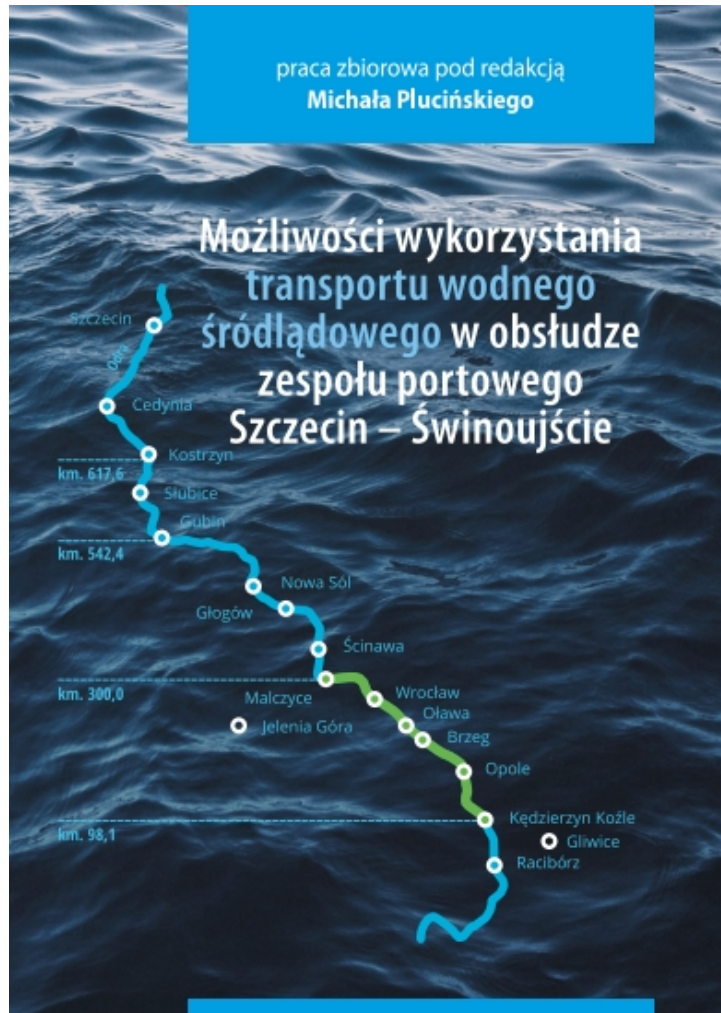 praca zbiorowa pod redakcją
Michała Plucińskiego
Możliwości wykorzystania
transportu wodnego
śródlądowego w obsłudze
zespołu portowego
Szczecin – Świnoujście
Szczecin
Odra
Cedynia
Kostrzyn
km. 617,6
Słubice
Gubin
km. 542,4
Nowa Sól
Głogów
Ścinawa
km. 300,0
Malczyce
Wrocław
Oława
Jelenia Góra
Brzeg
Opole
Kędzierzyn Koźle
km. 98,1
Gliwice
Racibórz